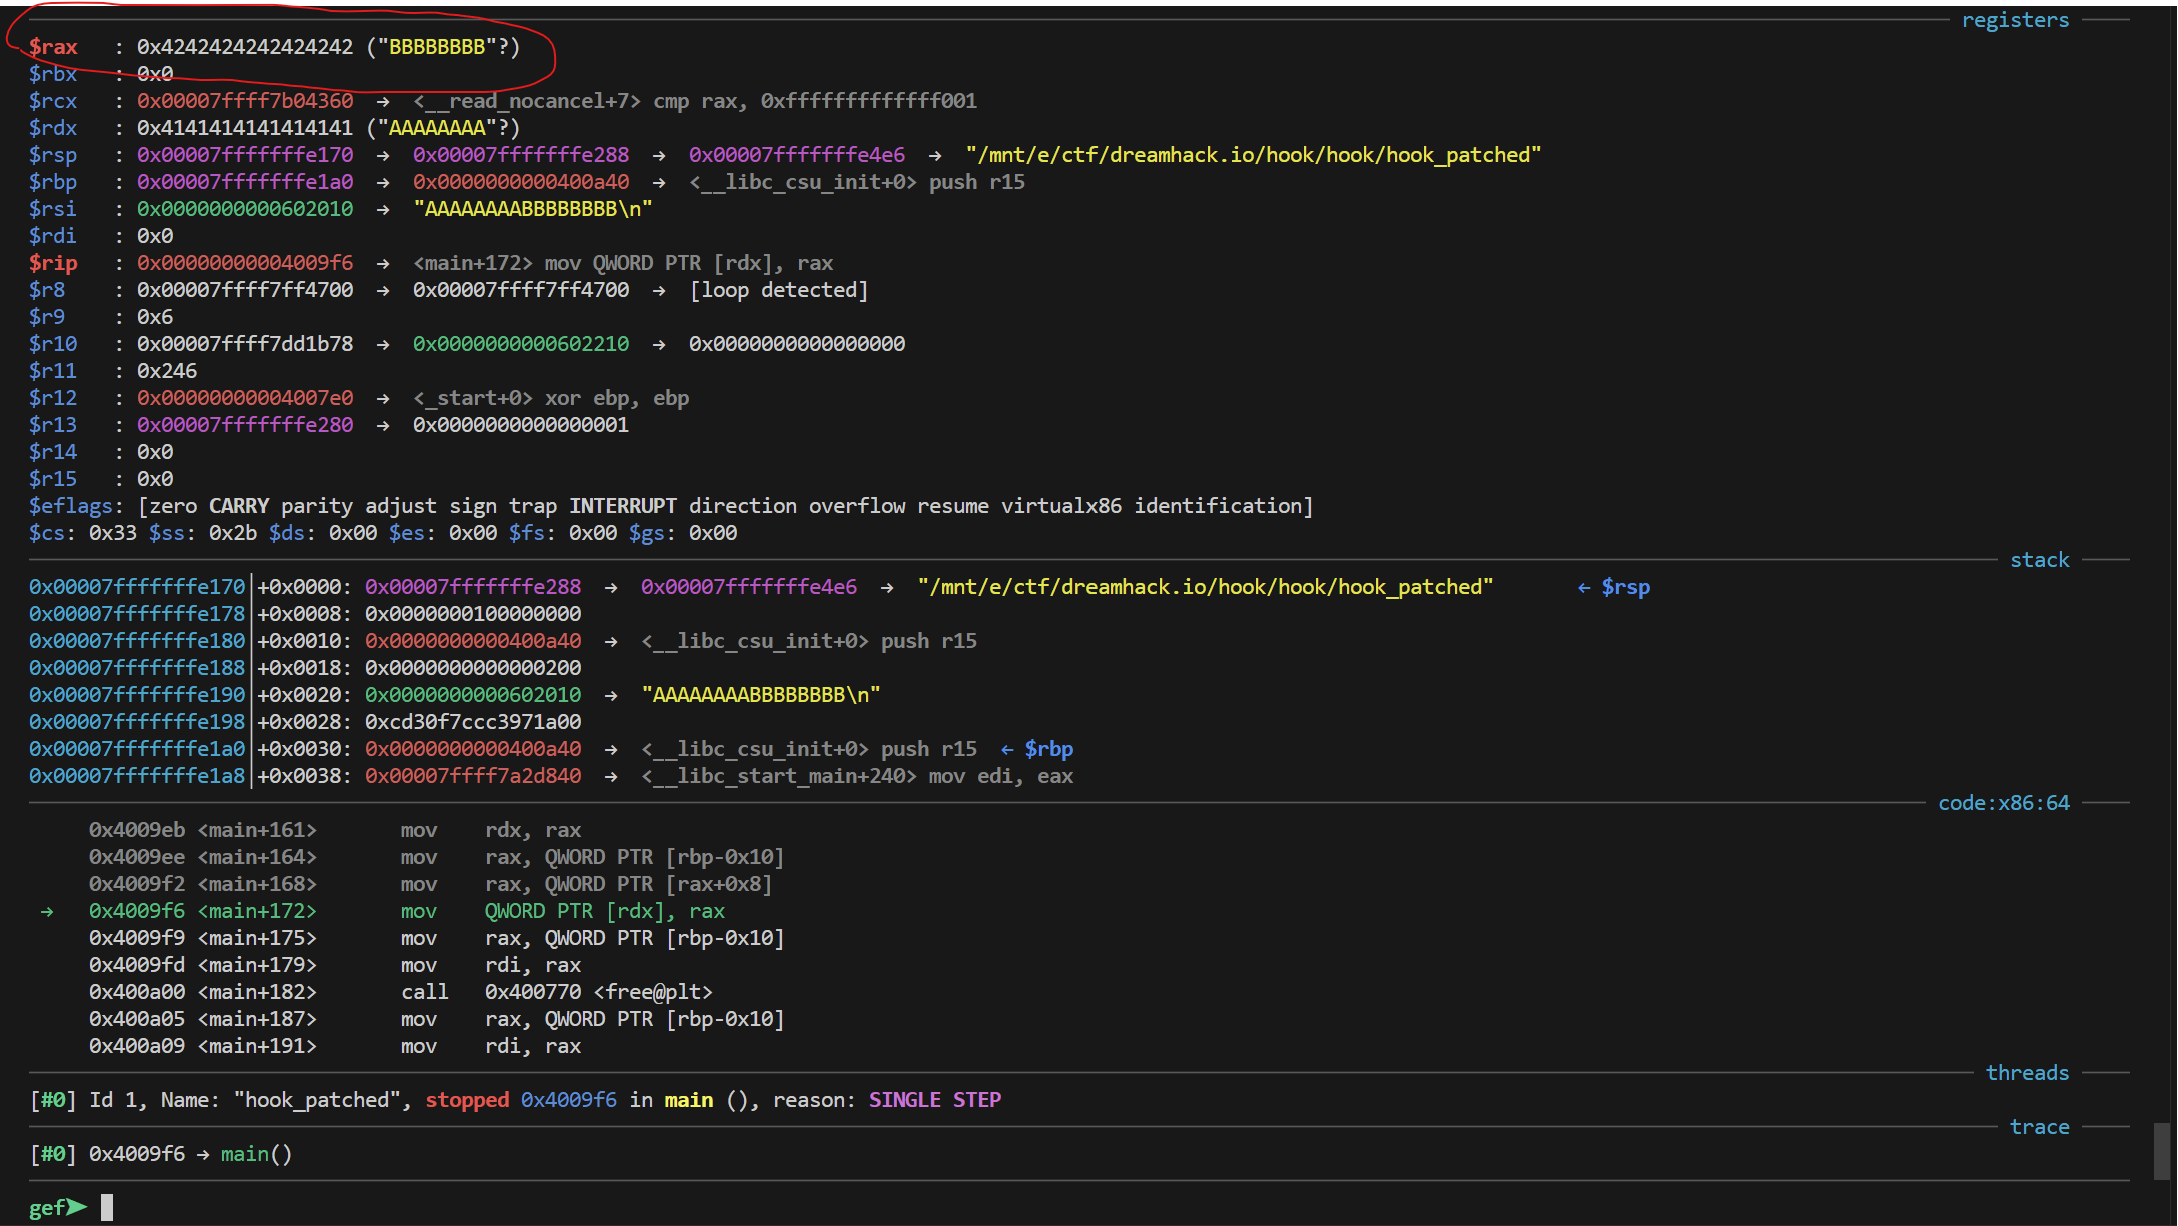 registers
$rax   : 0x4242424242424242 ("BBBBBBBB"?)
$rbx   : 0x0
$rcx   : 0x00007ffff7b04360  →  <__read_nocancel+7> cmp rax, 0xfffffffffffff001
$rdx   : 0x4141414141414141 ("AAAAAAAA"?)
$rsp   : 0x00007fffffffe170  →  0x00007fffffffe288  →  0x00007fffffffe4e6  →  "/mnt/e/ctf/dreamhack.io/hook/hook/hook_patched"
$rbp   : 0x00007fffffffe1a0  →  0x0000000000400a40  →  <__libc_csu_init+0> push r15
$rsi   : 0x0000000000602010  →  "AAAAAAAABBBBBBBB\n"
$rdi   : 0x0
$rip   : 0x00000000004009f6  →  <main+172> mov QWORD PTR [rdx], rax
$r8    : 0x00007ffff7ff4700  →  0x00007ffff7ff4700  →  [loop detected]
$r9    : 0x6
$r10   : 0x00007ffff7dd1b78  →  0x0000000000602210  →  0x0000000000000000
$r11   : 0x246
$r12   : 0x00000000004007e0  →  <_start+0> xor ebp, ebp
$r13   : 0x00007fffffffe280  →  0x0000000000000001
$r14   : 0x0
$r15   : 0x0
$eflags: [zero CARRY parity adjust sign trap INTERRUPT direction overflow resume virtualx86 identification]
$cs: 0x33 $ss: 0x2b $ds: 0x00 $es: 0x00 $fs: 0x00 $gs: 0x00
stack
0x00007fffffffe170│+0x0000: 0x00007fffffffe288  →  0x00007fffffffe4e6  →  "/mnt/e/ctf/dreamhack.io/hook/hook/hook_patched"       ← $rsp
0x00007fffffffe178│+0x0008: 0x0000000100000000
0x00007fffffffe180│+0x0010: 0x0000000000400a40  →  <__libc_csu_init+0> push r15
0x00007fffffffe188│+0x0018: 0x0000000000000200
0x00007fffffffe190│+0x0020: 0x0000000000602010  →  "AAAAAAAABBBBBBBB\n"
0x00007fffffffe198│+0x0028: 0xcd30f7ccc3971a00
0x00007fffffffe1a0│+0x0030: 0x0000000000400a40  →  <__libc_csu_init+0> push r15  ← $rbp
0x00007fffffffe1a8│+0x0038: 0x00007ffff7a2d840  →  <__libc_start_main+240> mov edi, eax
code:x86:64
0x4009eb <main+161>       mov    rdx, rax
0x4009ee <main+164>       mov    rax, QWORD PTR [rbp-0x10]
0x4009f2 <main+168>       mov    rax, QWORD PTR [rax+0x8]
→   0x4009f6 <main+172>       mov    QWORD PTR [rdx], rax
0x4009f9 <main+175>       mov    rax, QWORD PTR [rbp-0x10]
0x4009fd <main+179>       mov    rdi, rax
0x400a00 <main+182>       call   0x400770 <free@plt>
0x400a05 <main+187>       mov    rax, QWORD PTR [rbp-0x10]
0x400a09 <main+191>       mov    rdi, rax
threads
[#0] Id 1, Name: "hook_patched", stopped 0x4009f6 in main (), reason: SINGLE STEP
trace
[#0] 0x4009f6 → main()
gef➤